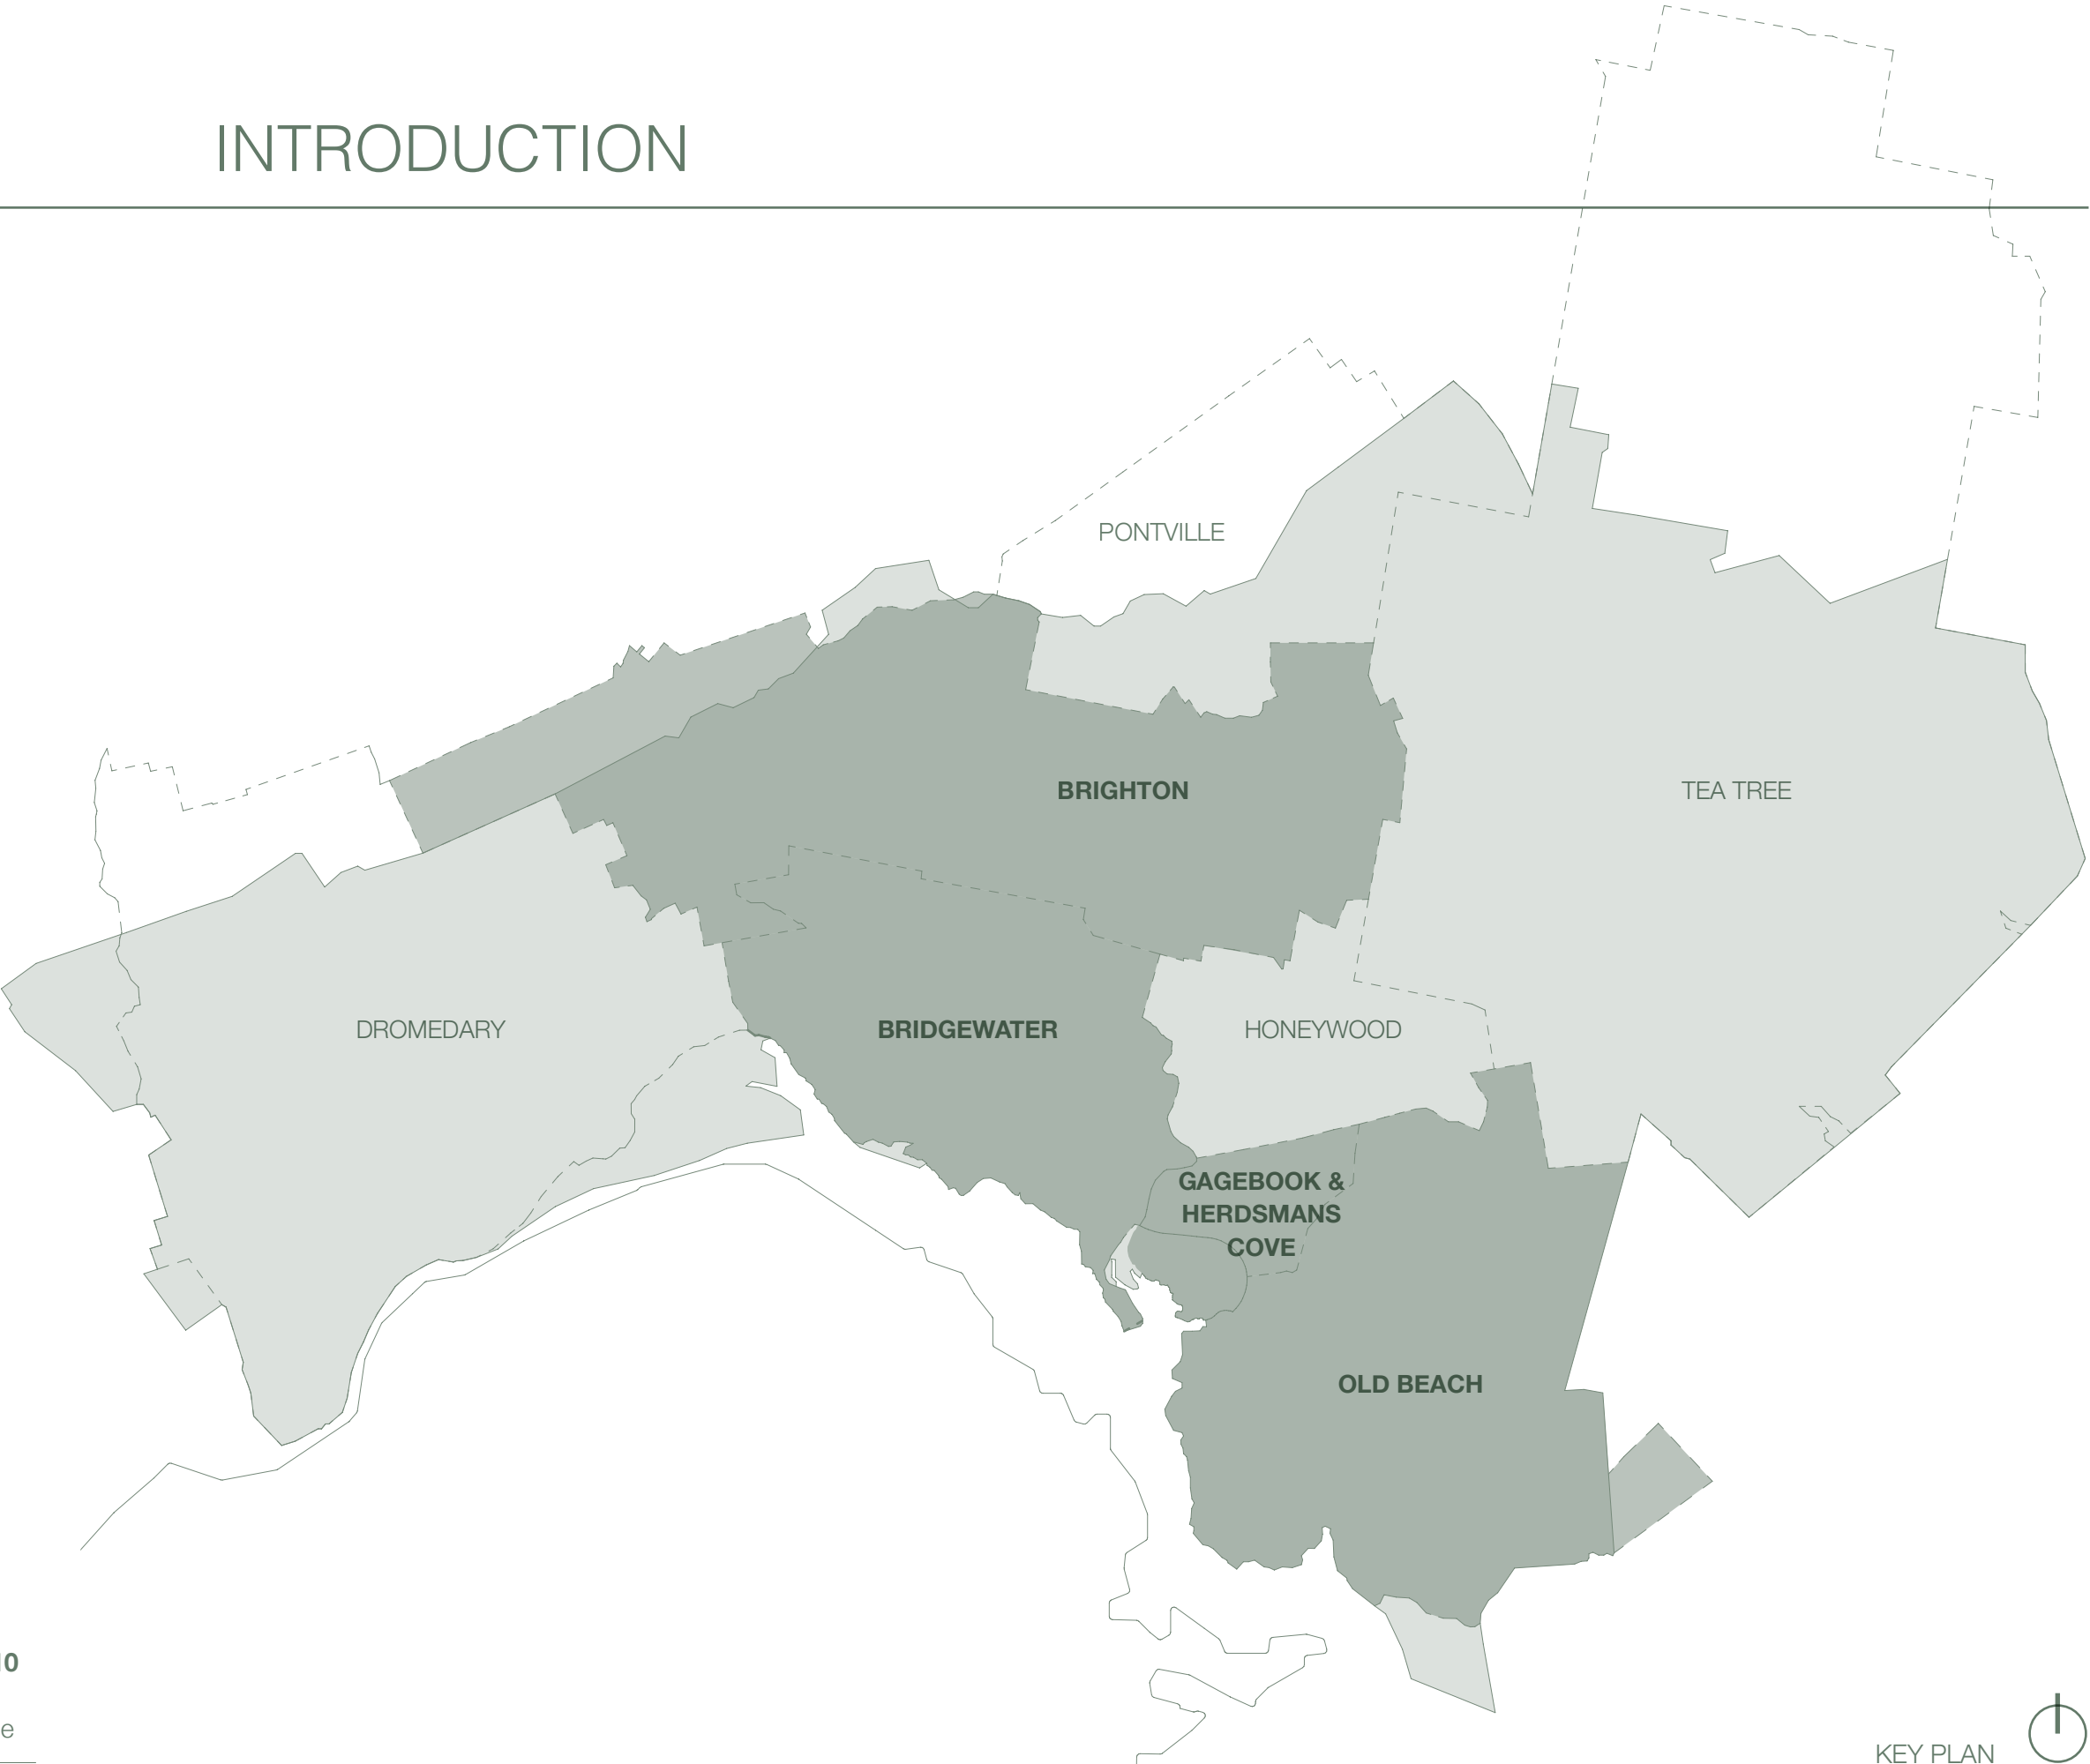 INTRODUCTION
PONTVILLE
BRIGHTON
TEA TREE
DROMEDARY
BRIDGEWATER
HONEYWOOD
GAGEBOOK &
HERDSMANS
COVE
OLD BEACH
KEY PLAN